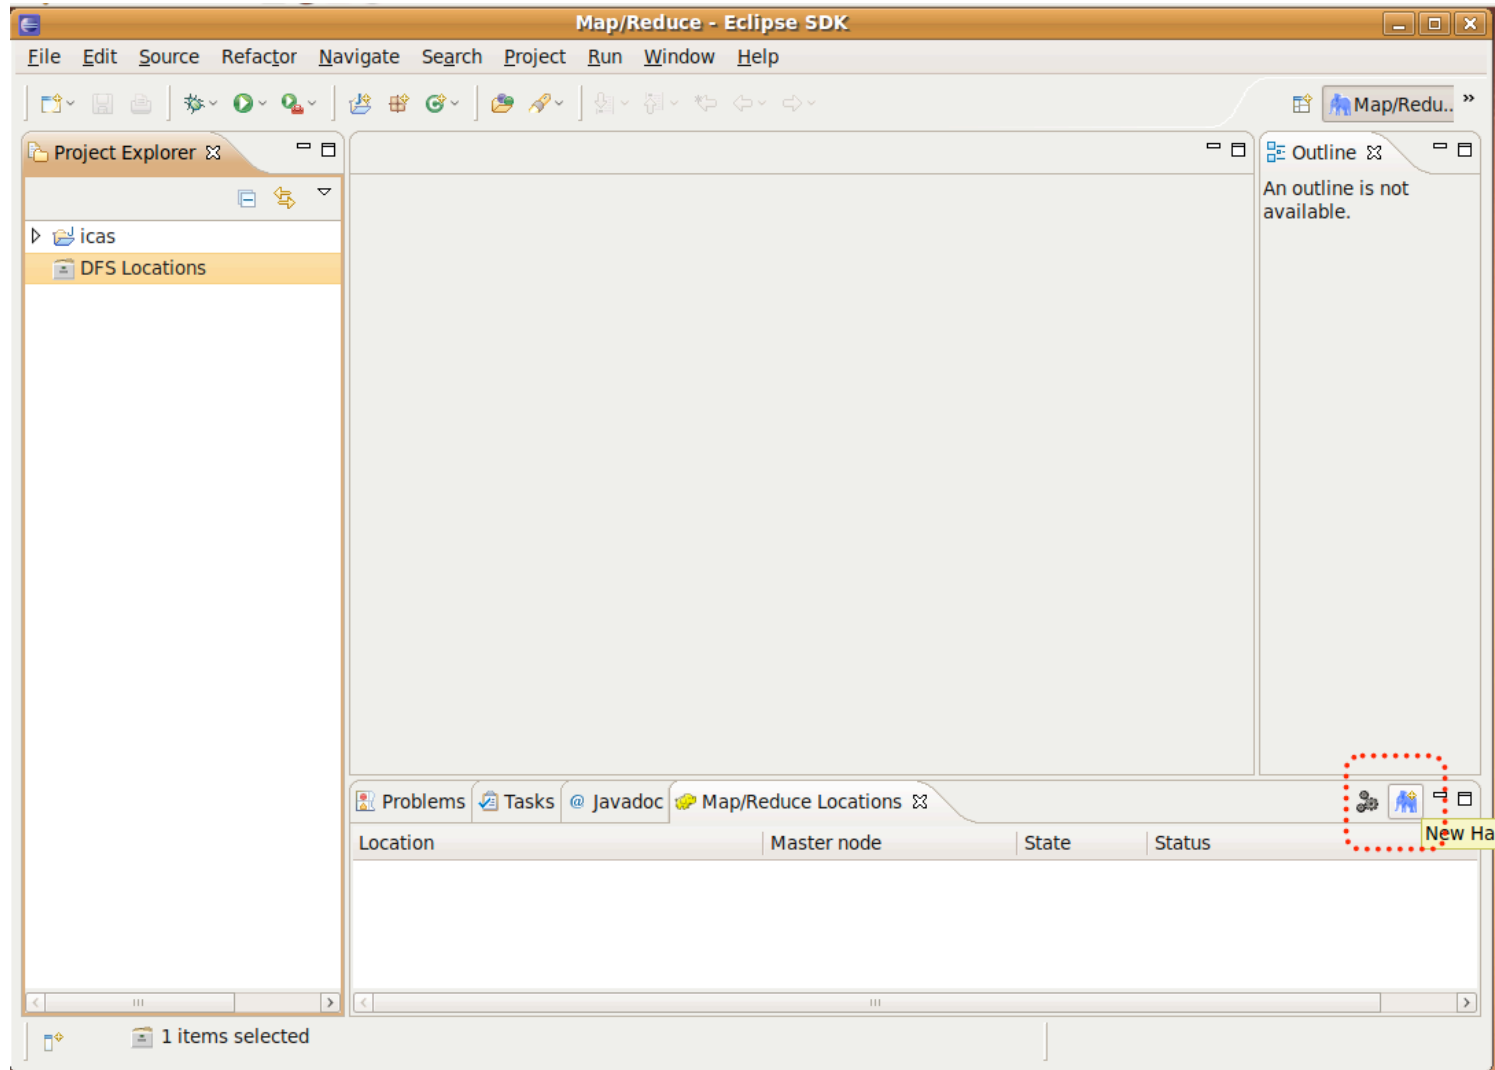 Map/Reduce - Eclipse SDK
File Edit Source Refactor Navigate Search Project Run Window Help
Map/Redu..
Project Explorer
Outline
An outline is not
available.
icas
DFS Locations
Problems Tasks @ Javadoc Map/Reduce Locations
Location Master node State Status
New Ha
1 items selected